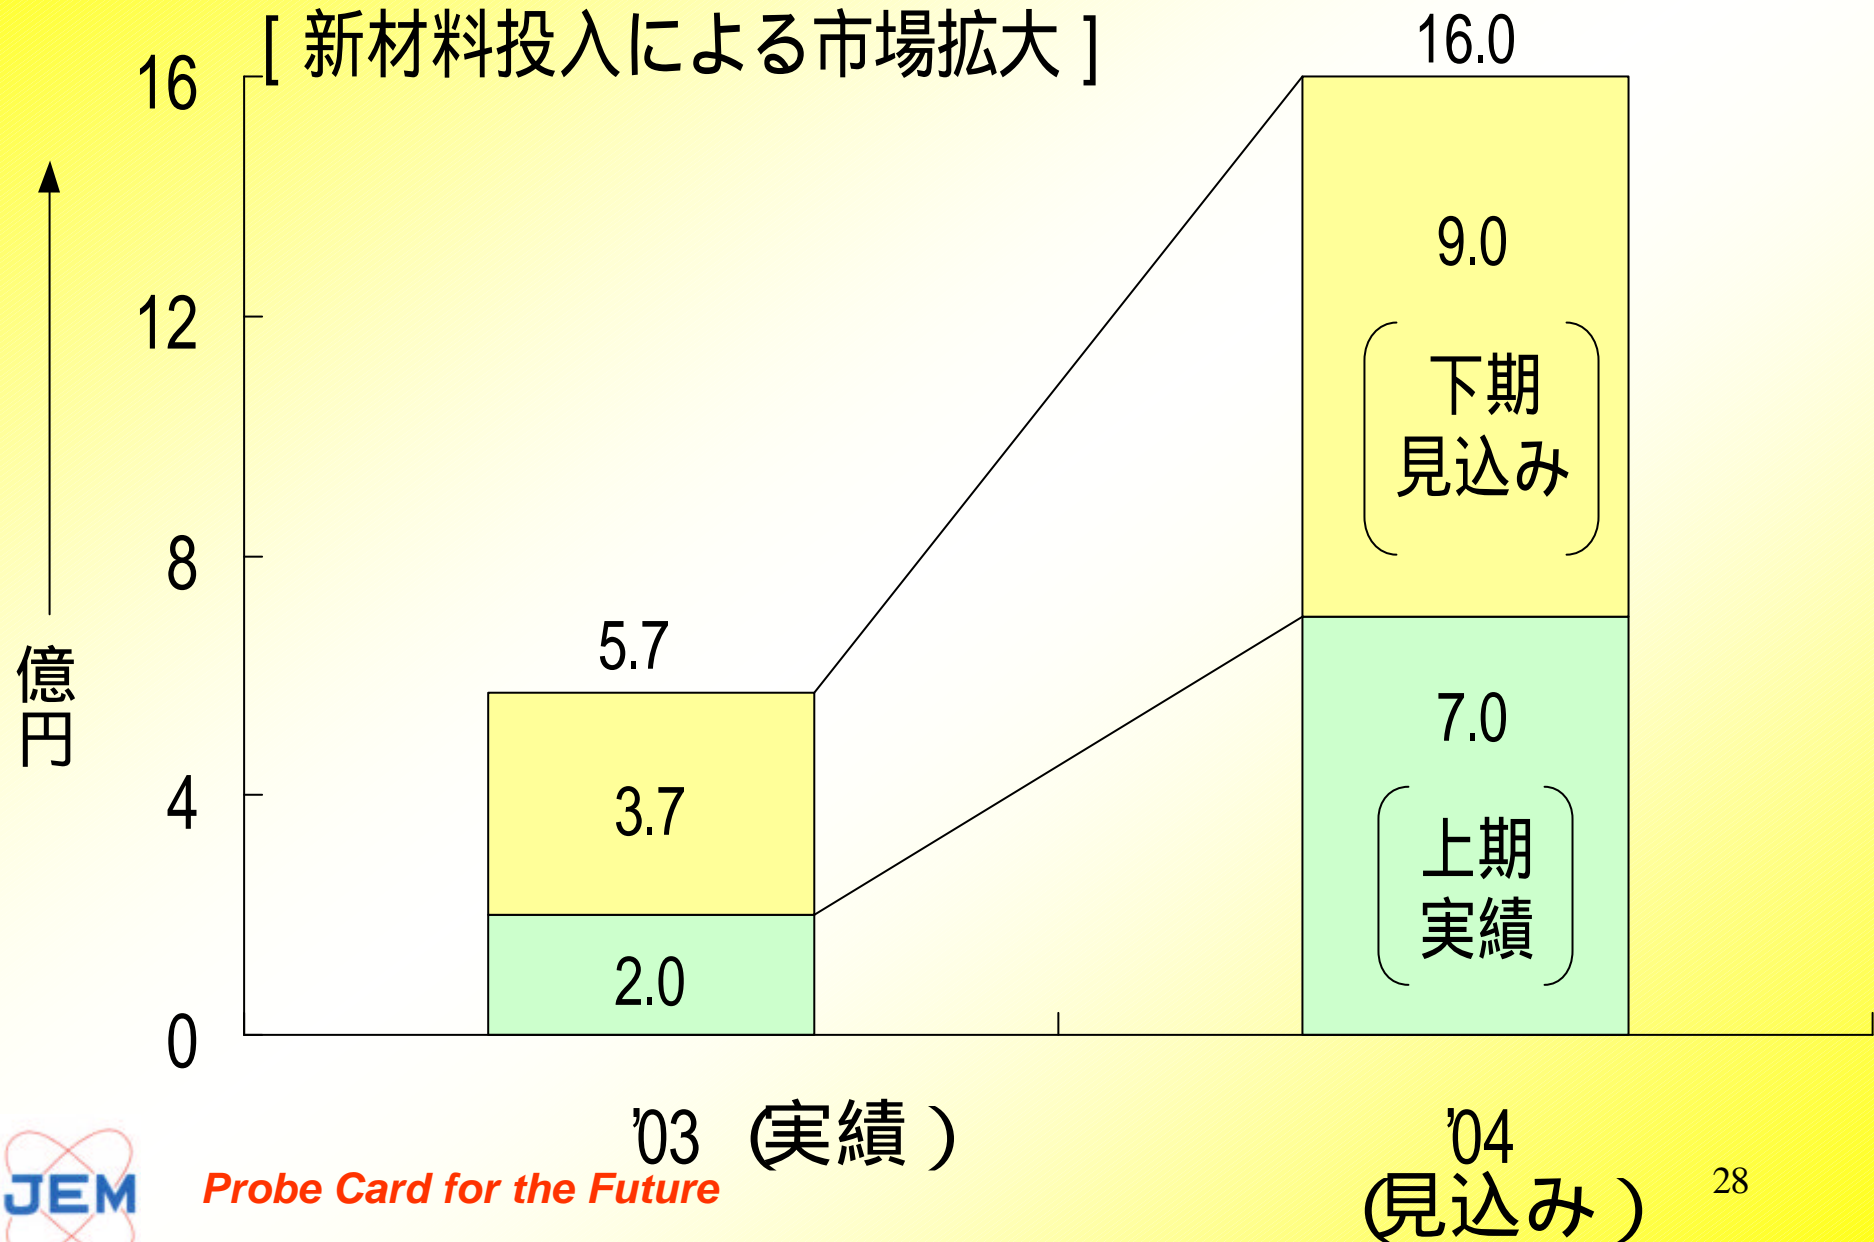 [ 新材料投入による市場拡大 ]
16.0
16
12
8
4
0
億円
5.7
3.7
2.0
9.0
下期
見込み
7.0
上期
実績
'03 (実績)
'04
(見込み)
JEM
Probe Card for the Future
28